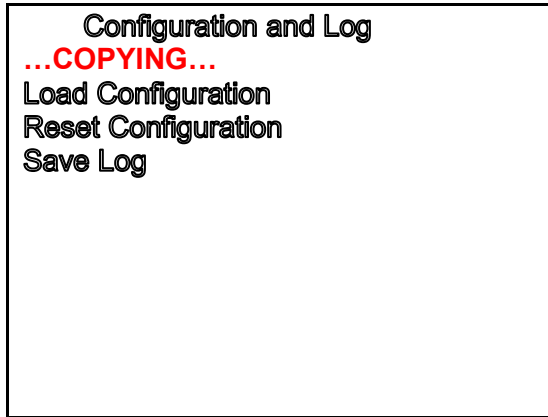 Configuration and Log
…COPYING…
Load Configuration
Reset Configuration
Save Log